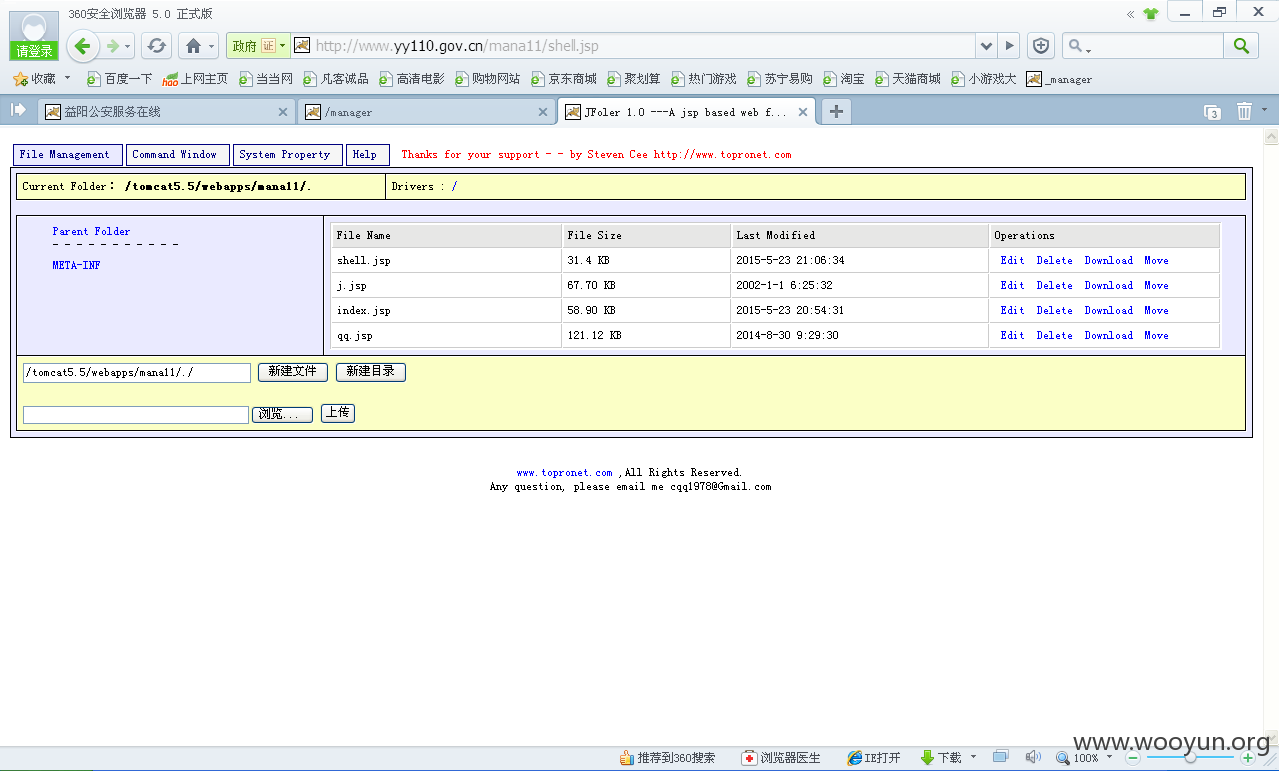 360安全浏览器 5.0 正式版
请登录
政府 证 http://www.yy110.gov.cn/mana11/shell.jsp
收藏 百度一下 上网主页 当当网 凡客诚品 高清电影 购物网站 京东商城 聚划算 热门游戏 苏宁易购 淘宝 天猫商城 小游戏大 _manager
益阳公安服务在线 /manager JFoler 1.0 ---A jsp based web f... 3
File Management Command Window System Property Help Thanks for your support - - by Steven Cee http://www.topronet.com
Current Folder: /tomcat5.5/webapps/mana11/. Drivers : /
Parent Folder
- - - - - - - - - - -
META-INF
File Name File Size Last Modified Operations
shell.jsp 31.4 KB 2015-5-23 21:06:34 Edit Delete Download Move
j.jsp 67.70 KB 2002-1-1 6:25:32 Edit Delete Download Move
index.jsp 58.90 KB 2015-5-23 20:54:31 Edit Delete Download Move
qq.jsp 121.12 KB 2014-8-30 9:29:30 Edit Delete Download Move
/tomcat5.5/webapps/mana11/./ 新建文件 新建目录
浏览... 上传
www.topronet.com ,All Rights Reserved.
Any question, please email me cqq1978@Gmail.com
www.wooyun.org
推荐到360搜索 浏览器医生 IE打开 下载 100%